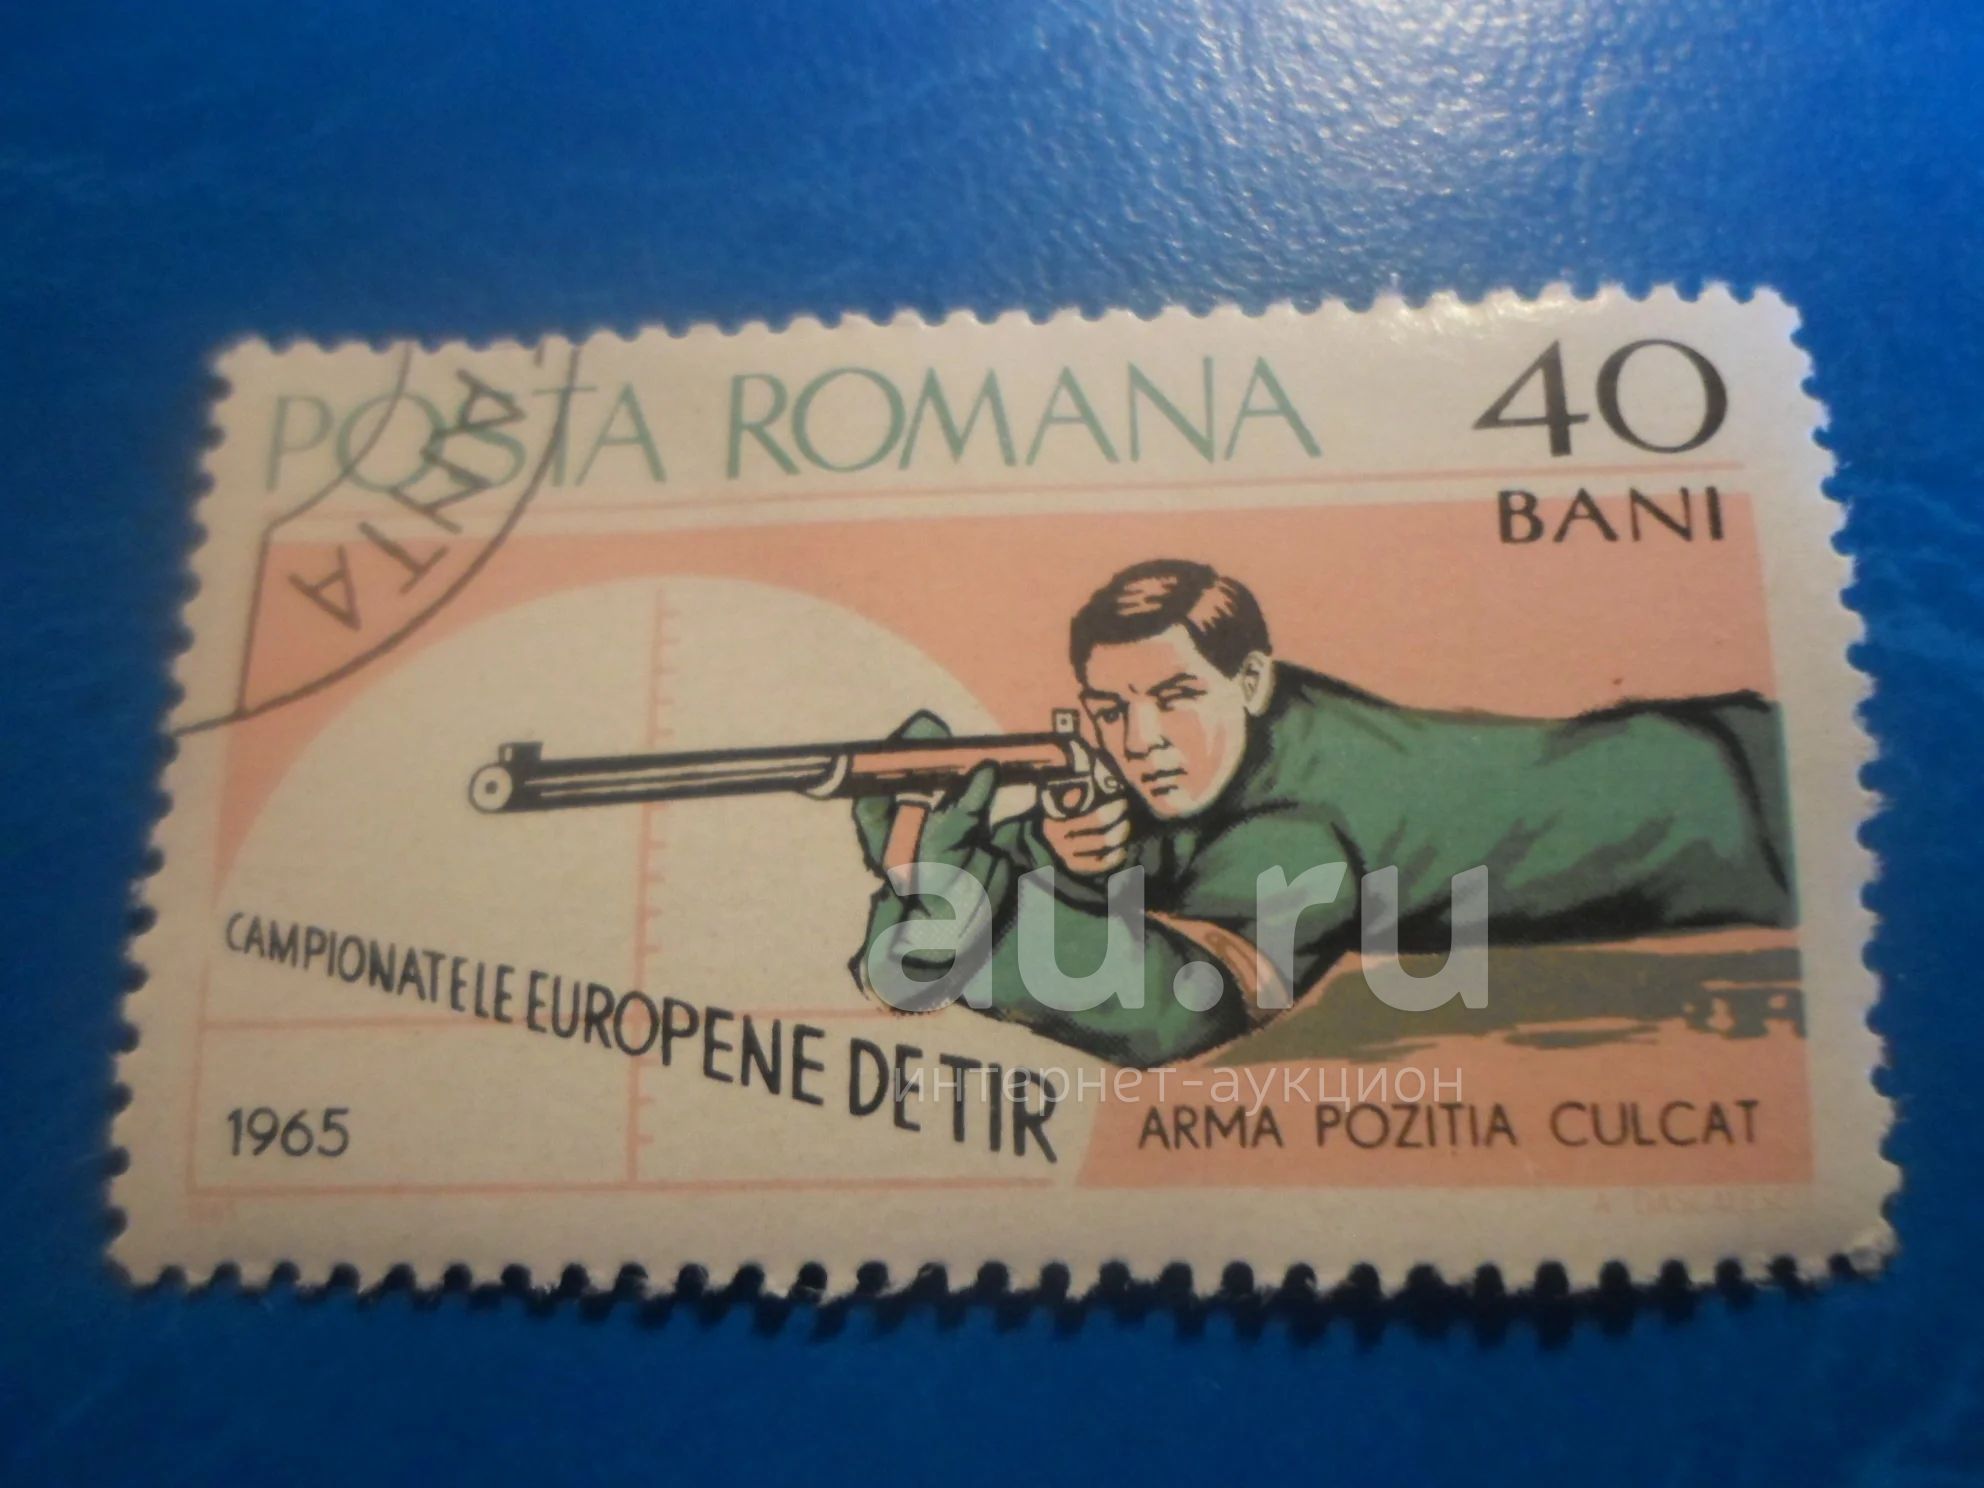 POSTA ROMANA
40
BANI
CAMPIONATELE EUROPENE DE TIR
1965
ARMA POZITIA CULCAT
au.ru
интернет-аукцион